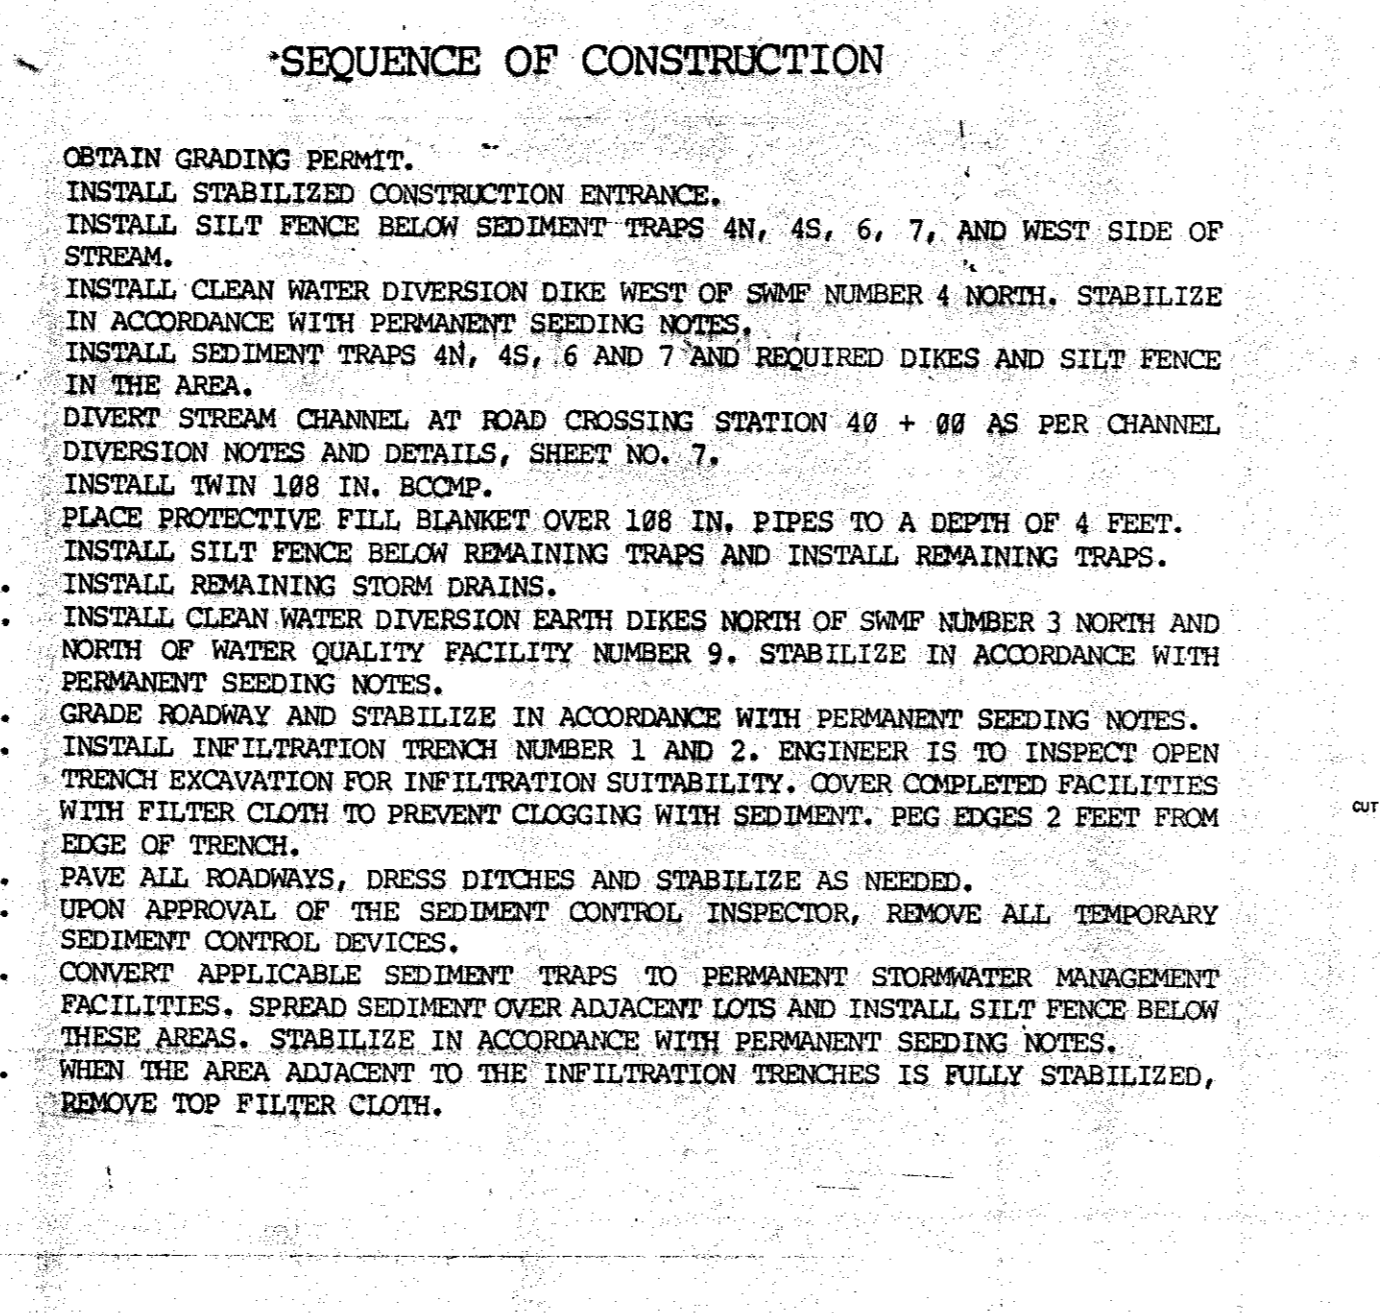 SEQUENCE OF CONSTRUCTION
OBTAIN GRADING PERMIT.
INSTALL STABILIZED CONSTRUCTION ENTRANCE.
INSTALL SILT FENCE BELOW SEDIMENT TRAPS 4N, 4S, 6, 7, AND WEST SIDE OF
STREAM.
INSTALL CLEAN WATER DIVERSION DIKE WEST OF SWMF NUMBER 4 NORTH. STABILIZE
IN ACCORDANCE WITH PERMANENT SEEDING NOTES.
INSTALL SEDIMENT TRAPS 4N, 4S, 6 AND 7 AND REQUIRED DIKES AND SILT FENCE
IN THE AREA.
DIVERT STREAM CHANNEL AT ROAD CROSSING STATION 40 + 00 AS PER CHANNEL
DIVERSION NOTES AND DETAILS, SHEET NO. 7.
INSTALL TWIN 108 IN. BCCMP.
PLACE PROTECTIVE FILL BLANKET OVER 108 IN. PIPES TO A DEPTH OF 4 FEET.
INSTALL SILT FENCE BELOW REMAINING TRAPS AND INSTALL REMAINING TRAPS.
. INSTALL REMAINING STORM DRAINS.
. INSTALL CLEAN WATER DIVERSION EARTH DIKES NORTH OF SWMF NUMBER 3 NORTH AND
NORTH OF WATER QUALITY FACILITY NUMBER 9. STABILIZE IN ACCORDANCE WITH
PERMANENT SEEDING NOTES.
. GRADE ROADWAY AND STABILIZE IN ACCORDANCE WITH PERMANENT SEEDING NOTES.
. INSTALL INFILTRATION TRENCH NUMBER 1 AND 2. ENGINEER IS TO INSPECT OPEN
TRENCH EXCAVATION FOR INFILTRATION SUITABILITY. COVER COMPLETED FACILITIES
WITH FILTER CLOTH TO PREVENT CLOGGING WITH SEDIMENT. PEG EDGES 2 FEET FROM
EDGE OF TRENCH.
CUT
. PAVE ALL ROADWAYS, DRESS DITCHES AND STABILIZE AS NEEDED.
. UPON APPROVAL OF THE SEDIMENT CONTROL INSPECTOR, REMOVE ALL TEMPORARY
SEDIMENT CONTROL DEVICES.
. CONVERT APPLICABLE SEDIMENT TRAPS TO PERMANENT STORMWATER MANAGEMENT
FACILITIES. SPREAD SEDIMENT OVER ADJACENT LOTS AND INSTALL SILT FENCE BELOW
THESE AREAS. STABILIZE IN ACCORDANCE WITH PERMANENT SEEDING NOTES.
. WHEN THE AREA ADJACENT TO THE INFILTRATION TRENCHES IS FULLY STABILIZED,
REMOVE TOP FILTER CLOTH.